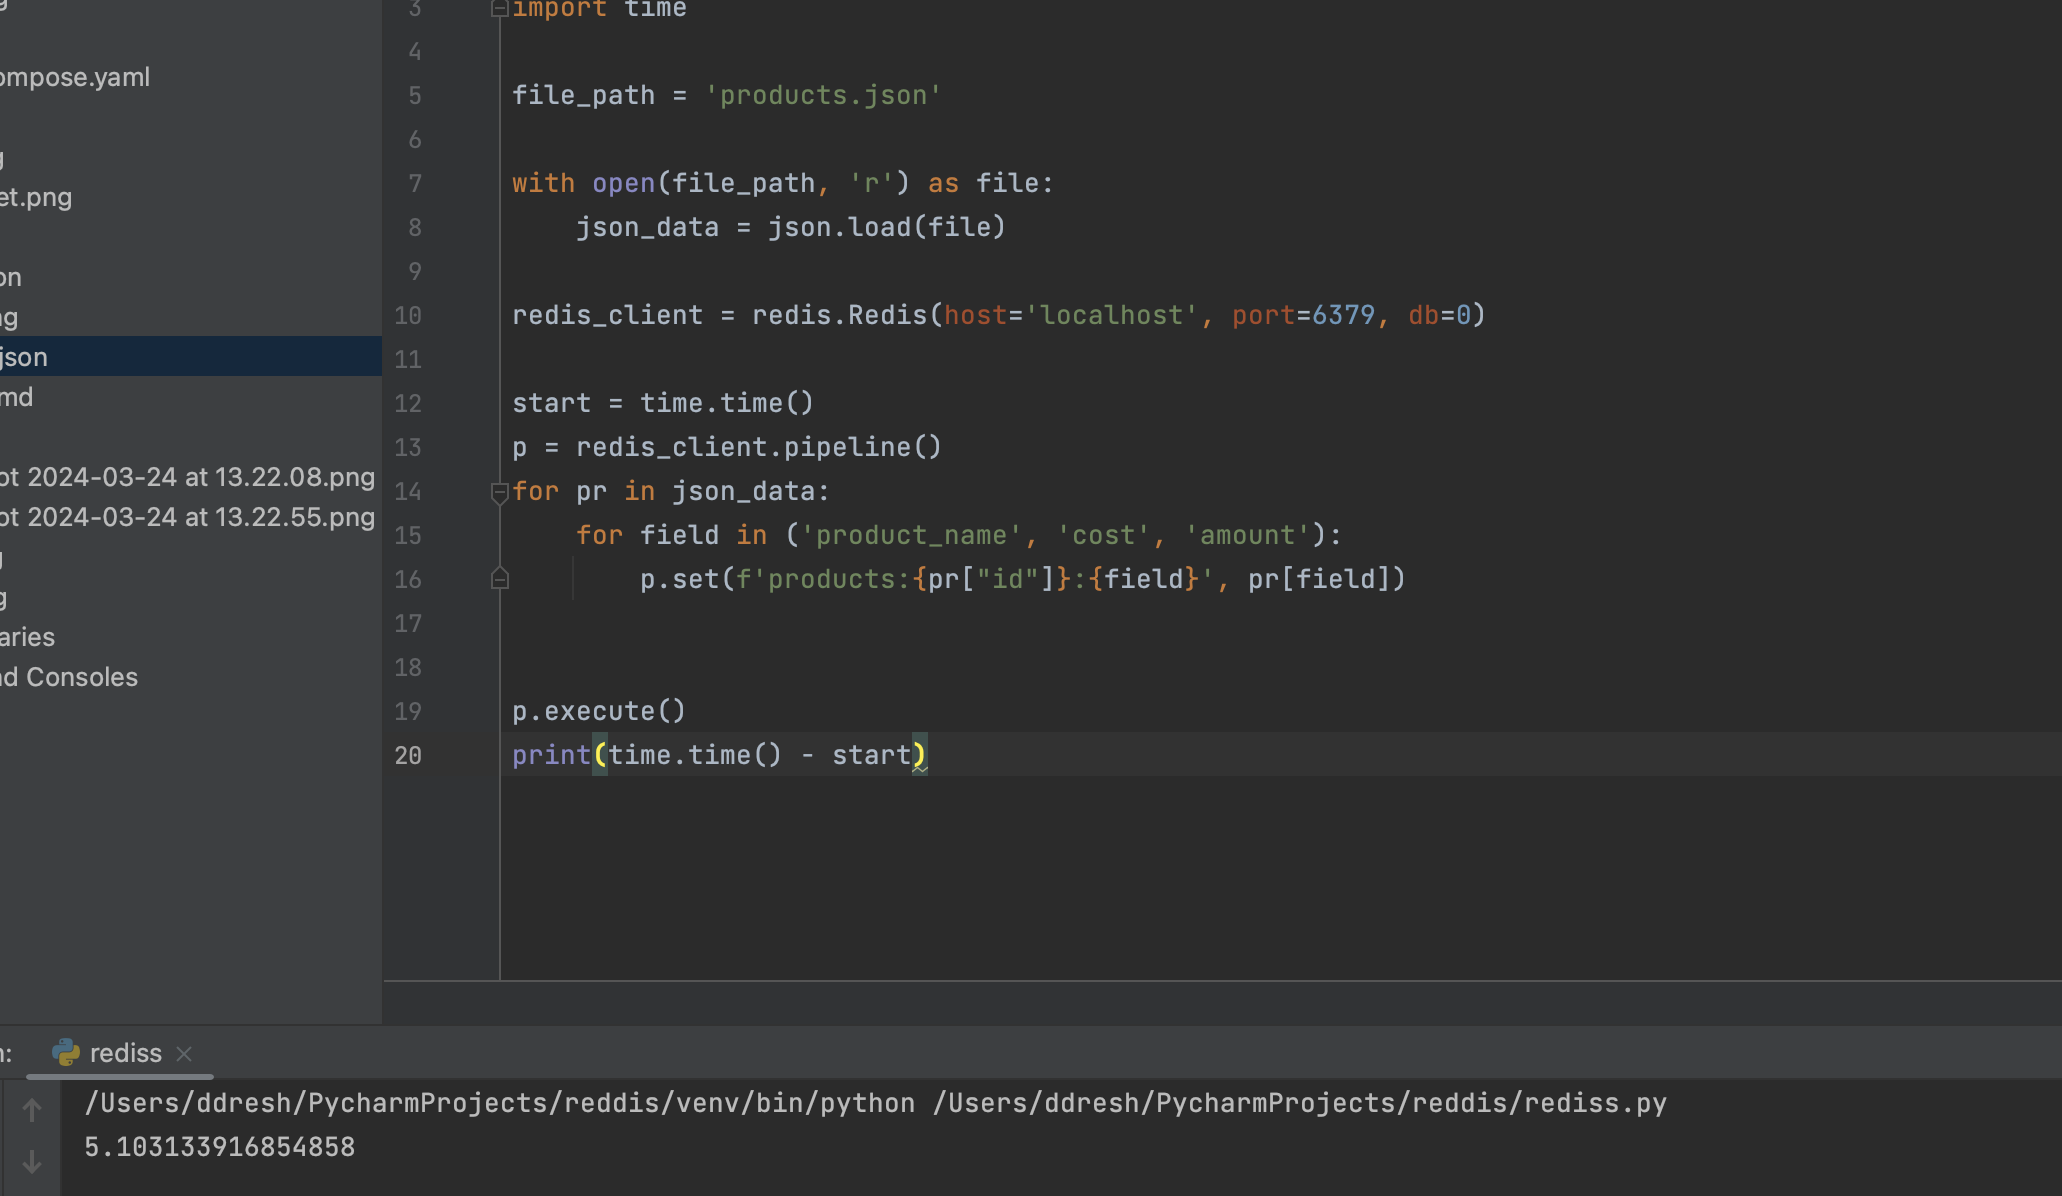 ompose.yaml
et.png
on
ng
json
md
ot 2024-03-24 at 13.22.08.png
ot 2024-03-24 at 13.22.55.png
g
aries
nd Consoles
3 import time
4
5 file_path = 'products.json'
6
7 with open(file_path, 'r') as file:
8 json_data = json.load(file)
9
10 redis_client = redis.Redis(host='localhost', port=6379, db=0)
11
12 start = time.time()
13 p = redis_client.pipeline()
14 for pr in json_data:
15 for field in ('product_name', 'cost', 'amount'):
16 p.set(f'products:{pr["id"]}:{field}', pr[field])
17
18
19 p.execute()
20 print(time.time() - start)
n: rediss
/Users/ddresh/PycharmProjects/reddis/venv/bin/python /Users/ddresh/PycharmProjects/reddis/rediss.py
5.103133916854858